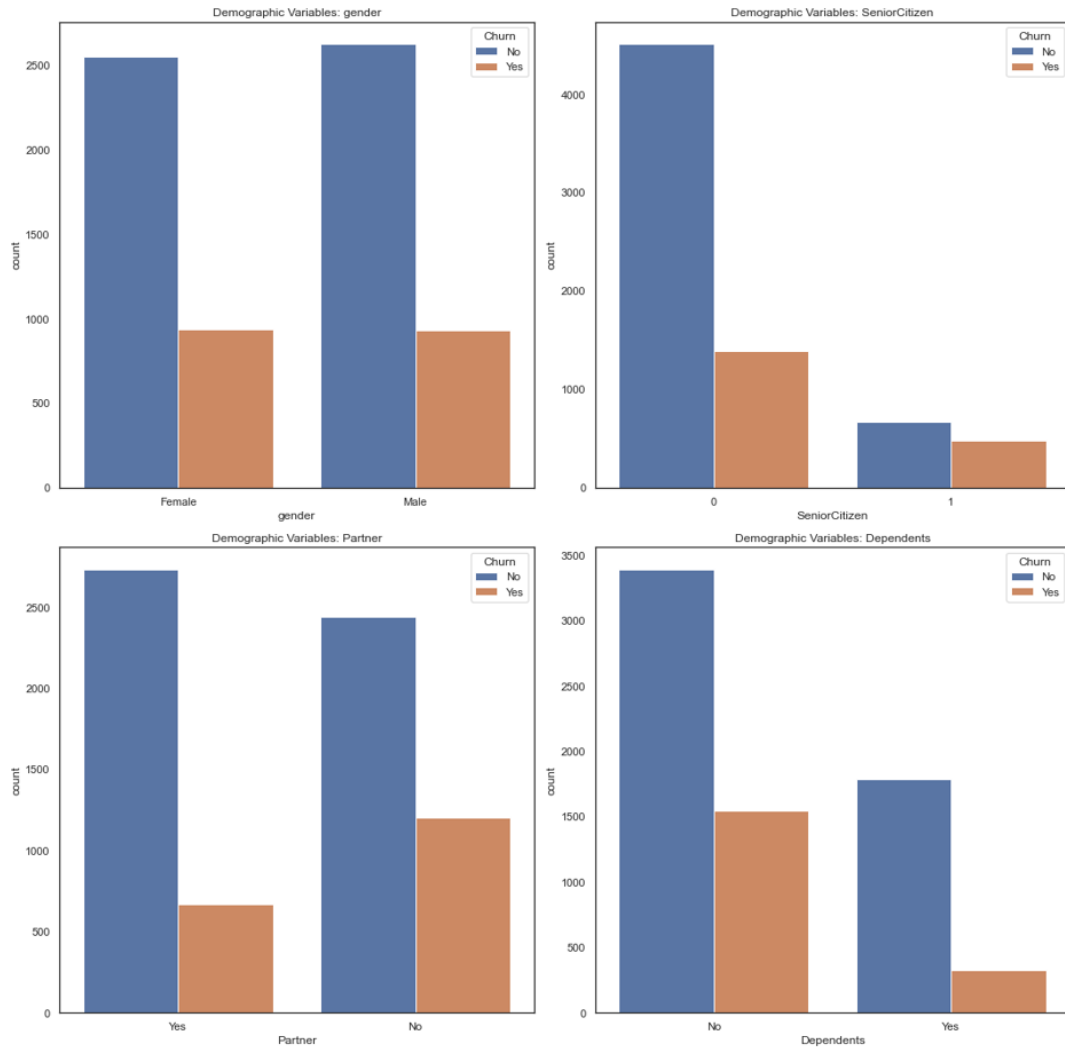 Demographic Variables: gender
Churn
No
Yes
2500
2000
1500
1000
500
0
count
Female
Male
gender
Demographic Variables: SeniorCitizen
Churn
No
Yes
4000
3000
2000
1000
0
count
0
1
SeniorCitizen
Demographic Variables: Partner
Churn
No
Yes
2500
2000
1500
1000
500
0
count
Yes
No
Partner
Demographic Variables: Dependents
Churn
No
Yes
3500
3000
2500
2000
1500
1000
500
0
count
No
Yes
Dependents